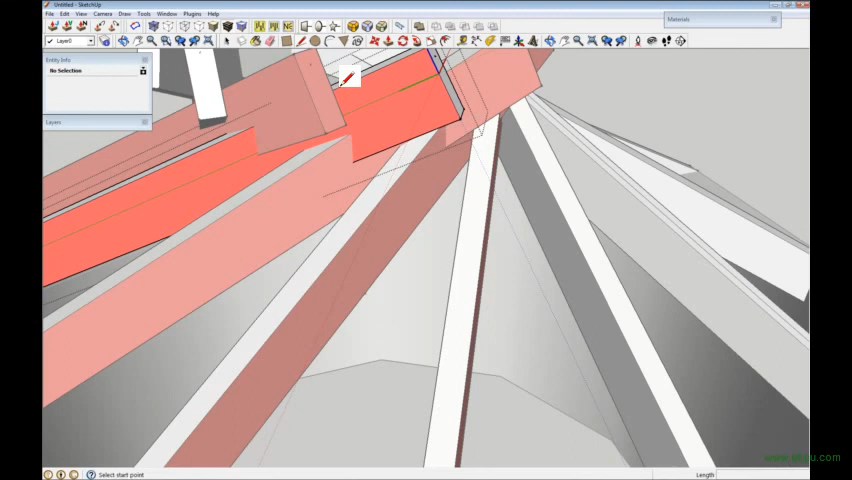 Untitled - SketchUp
File Edit View Camera Draw Tools Window Plugins Help
Layer0
Materials
Entity Info
No Selection
Layers
Select start point
Length